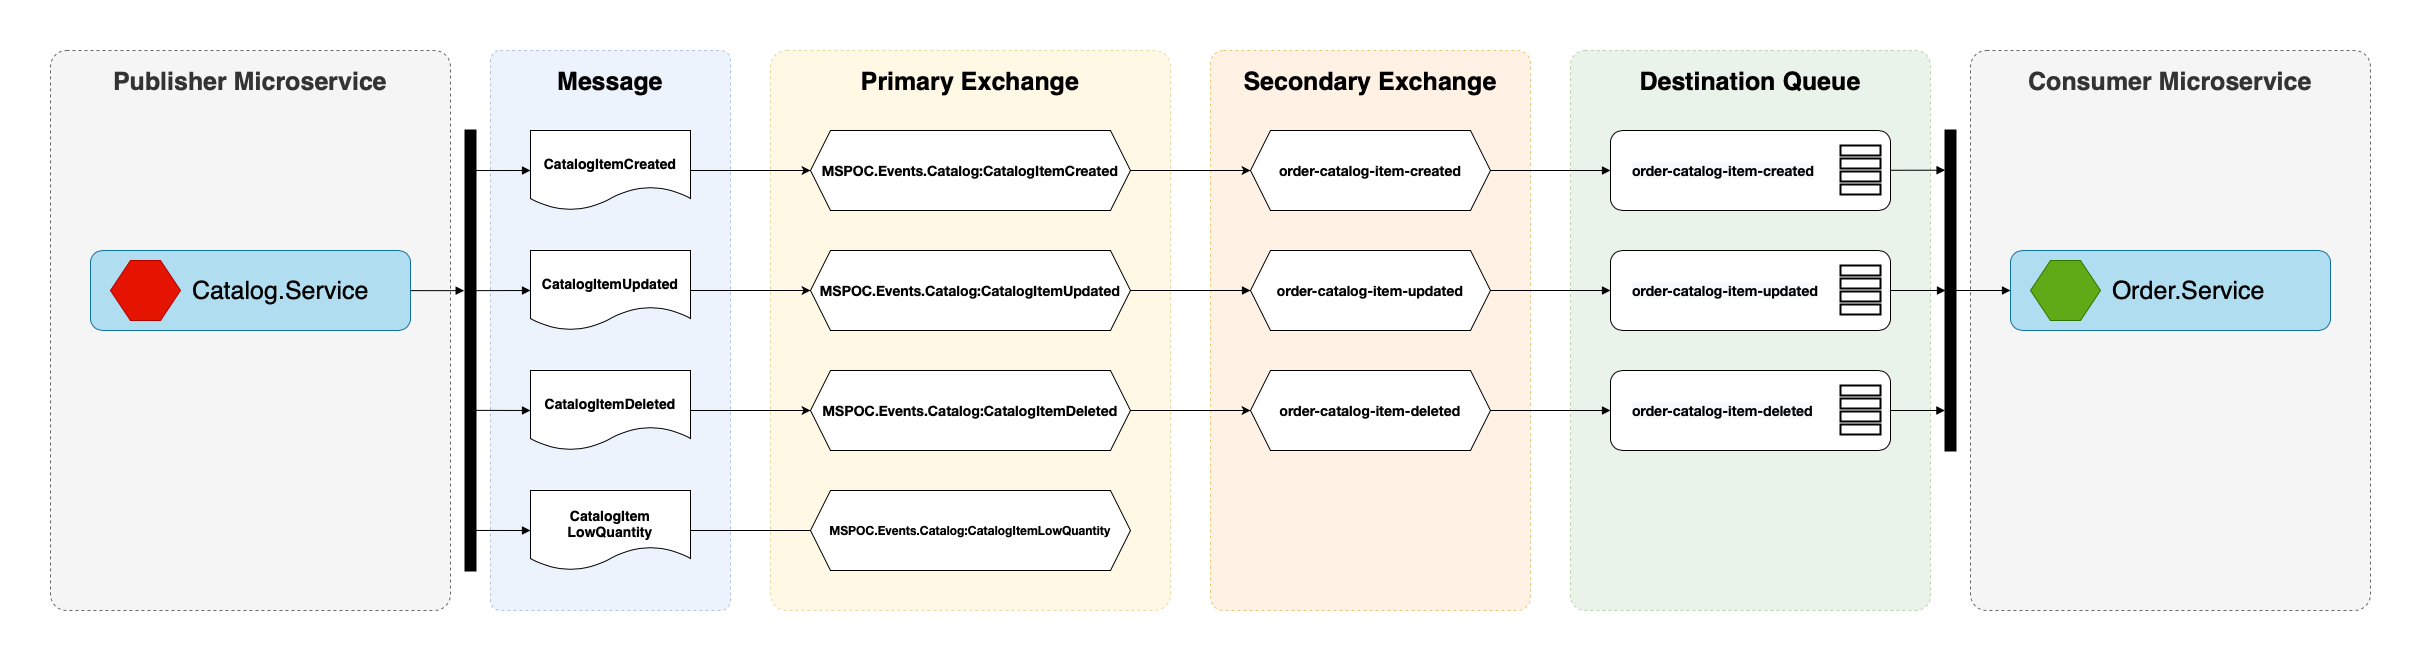 Publisher Microservice
Message
Primary Exchange
Secondary Exchange
Destination Queue
Consumer Microservice
CatalogItemCreated
MSPOC.Events.Catalog:CatalogItemCreated
order-catalog-item-created
order-catalog-item-created
Catalog.Service
CatalogItemUpdated
MSPOC.Events.Catalog:CatalogItemUpdated
order-catalog-item-updated
order-catalog-item-updated
Order.Service
CatalogItemDeleted
MSPOC.Events.Catalog:CatalogItemDeleted
order-catalog-item-deleted
order-catalog-item-deleted
CatalogItem
LowQuantity
MSPOC.Events.Catalog:CatalogItemLowQuantity